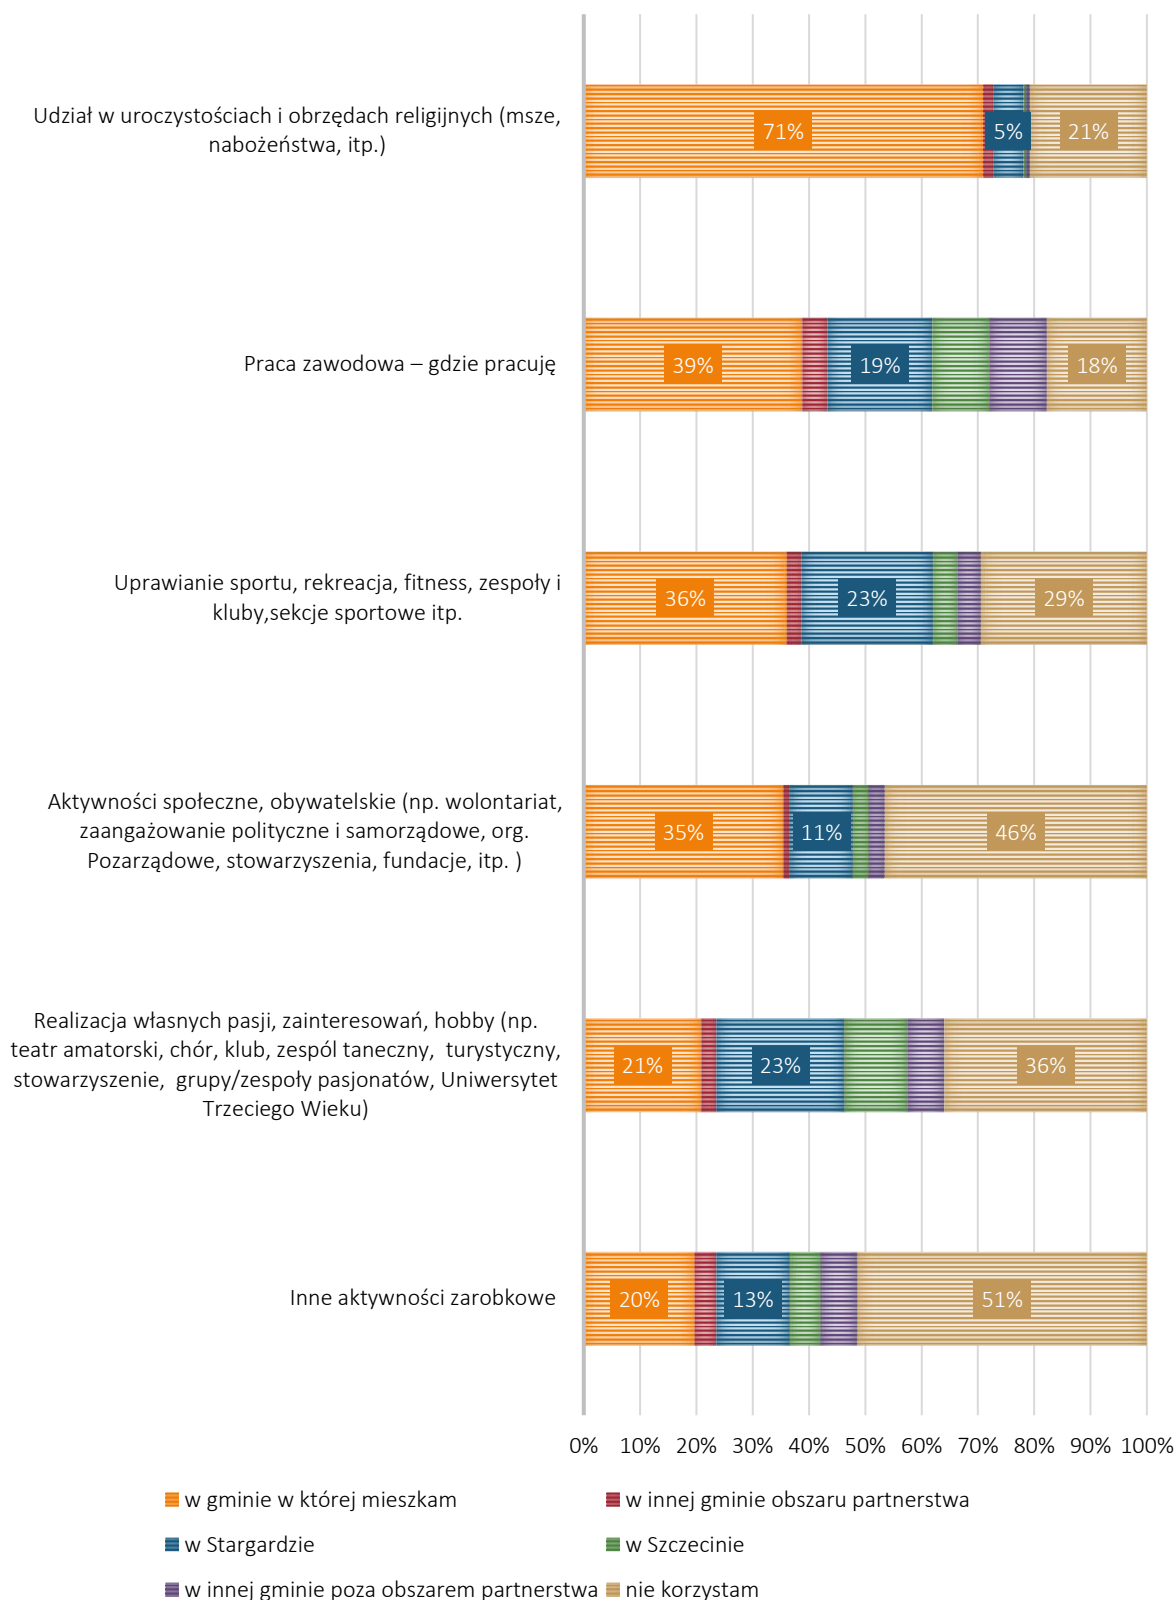 Udział w uroczystościach i obrzędach religijnych (msze,
nabożeństwa, itp.)
71%
5%
21%
Praca zawodowa – gdzie pracuję
39%
19%
18%
Uprawianie sportu, rekreacja, fitness, zespoły i
kluby,sekcje sportowe itp.
36%
23%
29%
Aktywności społeczne, obywatelskie (np. wolontariat,
zaangażowanie polityczne i samorządowe, org.
Pozarządowe, stowarzyszenia, fundacje, itp. )
35%
11%
46%
Realizacja własnych pasji, zainteresowań, hobby (np.
teatr amatorski, chór, klub, zespól taneczny, turystyczny,
stowarzyszenie, grupy/zespoły pasjonatów, Uniwersytet
Trzeciego Wieku)
21%
23%
36%
Inne aktywności zarobkowe
20%
13%
51%
0% 10% 20% 30% 40% 50% 60% 70% 80% 90% 100%
w gminie w której mieszkam
w innej gminie obszaru partnerstwa
w Stargardzie
w Szczecinie
w innej gminie poza obszarem partnerstwa
nie korzystam